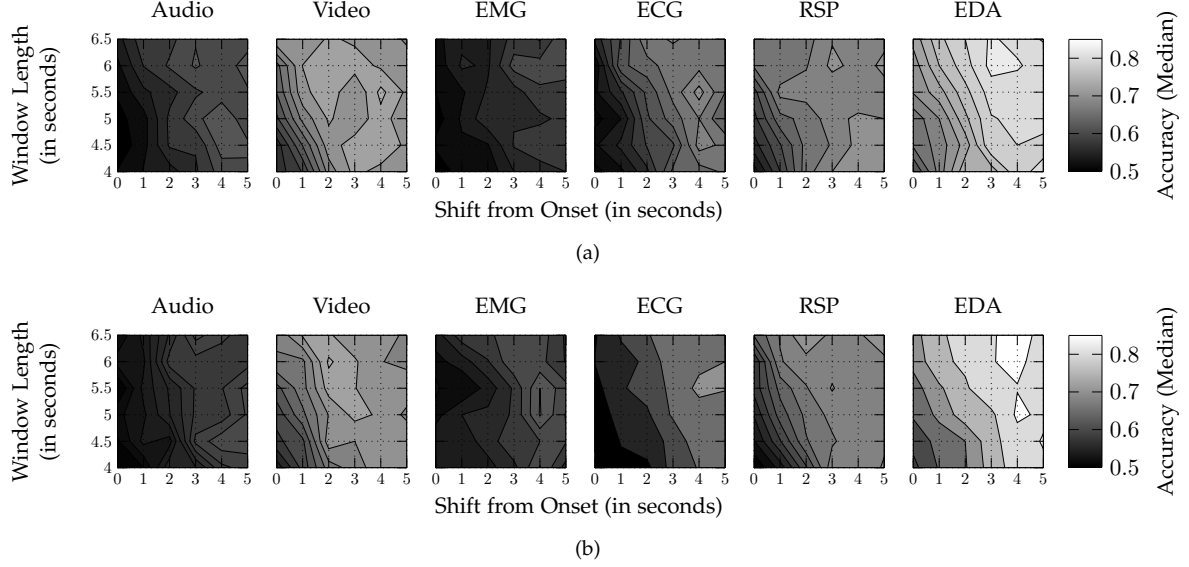 Audio Video EMG ECG RSP EDA
Window Length
(in seconds)
6.5
6
5.5
5
4.5
4
0 1 2 3 4 5 0 1 2 3 4 5 0 1 2 3 4 5 0 1 2 3 4 5 0 1 2 3 4 5 0 1 2 3 4 5
Shift from Onset (in seconds)
0.8
0.7
0.6
0.5
Accuracy (Median)
(a)
Audio Video EMG ECG RSP EDA
Window Length
(in seconds)
6.5
6
5.5
5
4.5
4
0 1 2 3 4 5 0 1 2 3 4 5 0 1 2 3 4 5 0 1 2 3 4 5 0 1 2 3 4 5 0 1 2 3 4 5
Shift from Onset (in seconds)
0.8
0.7
0.6
0.5
Accuracy (Median)
(b)